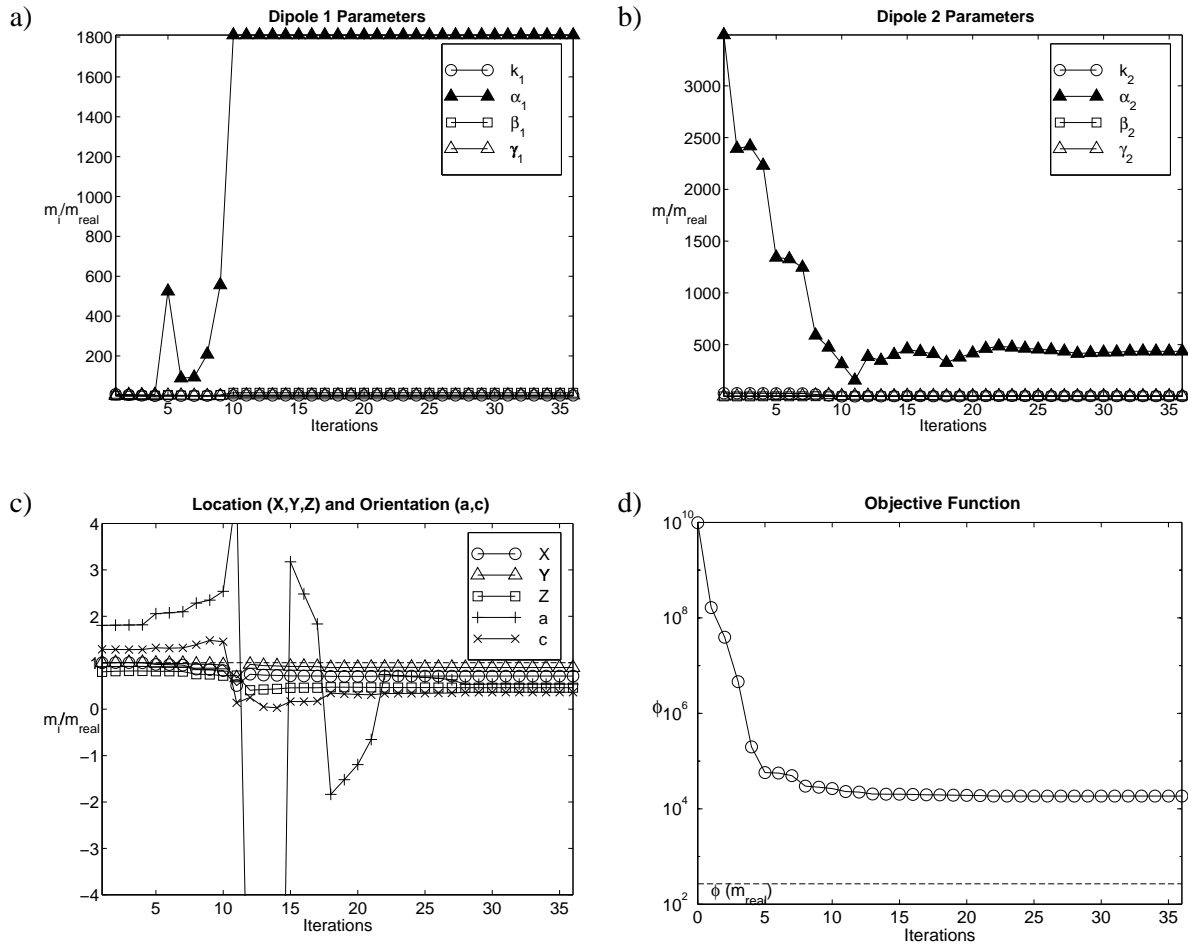 a)
Dipole 1 Parameters
1800
1600
1400
1200
1000
800
600
400
200
m_i/m_real
k_1
α_1
β_1
γ_1
5 10 15 20 25 30 35
Iterations
b)
Dipole 2 Parameters
3500
3000
2500
2000
1500
1000
500
m_i/m_real
k_2
α_2
β_2
γ_2
5 10 15 20 25 30 35
Iterations
c)
Location (X,Y,Z) and Orientation (a,c)
4
3
2
1
0
−1
−2
−3
−4
m_i/m_real
X
Y
Z
a
c
5 10 15 20 25 30 35
Iterations
d)
Objective Function
10^10
10^8
10^6
10^4
10^2
ϕ
ϕ (m_real)
0 5 10 15 20 25 30 35
Iterations